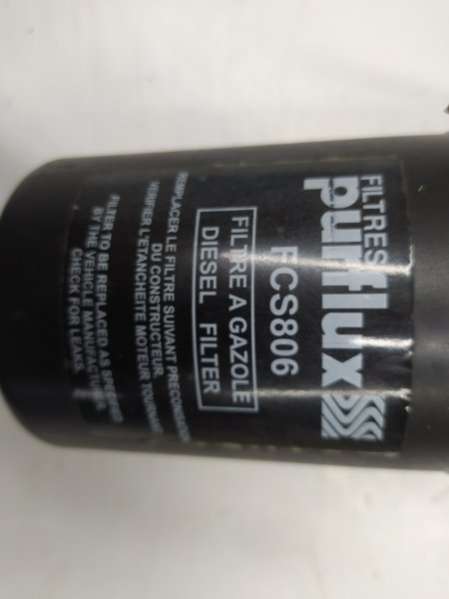 FILTRES
purflux
FCS806
FILTRE A GAZOLE
DIESEL FILTER
REMPLACER LE FILTRE SUIVANT PRECONISATION
DU CONSTRUCTEUR.
VERIFIER L'ETANCHEITE MOTEUR TOURNANT
FILTER TO BE REPLACED AS SPECIFIED
BY THE VEHICLE MANUFACTURER
CHECK FOR LEAKS.